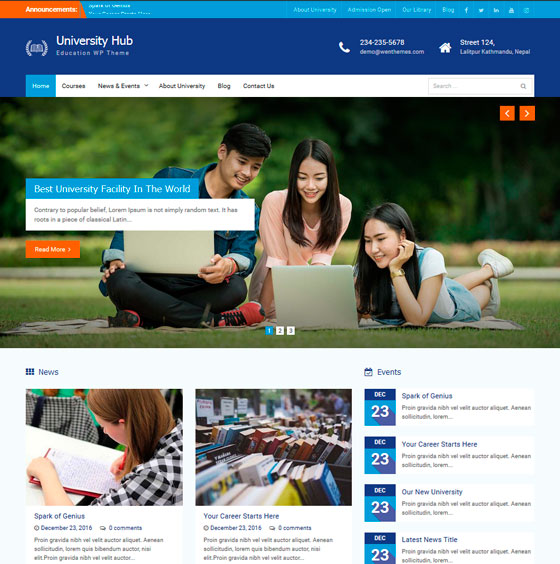 Announcements:
Spark of Genius
Your Career Starts Here
About University
Admission Open
Our Library
Blog
University Hub
Education WP Theme
234-235-5678
demo@wenthemes.com
Street 124,
Lalitpur Kathmandu, Nepal
Home
Courses
News & Events
About University
Blog
Contact Us
Search ...
Best University Facility In The World
Contrary to popular belief, Lorem Ipsum is not simply random text. It has
roots in a piece of classical Latin...
Read More
1 2 3
News
Spark of Genius
December 23, 2016 0 comments
Proin gravida nibh vel velit auctor aliquet. Aenean
sollicitudin, lorem quis bibendum auctor, nisi
elit.Proin gravida nibh vel velit auctor...
Your Career Starts Here
December 23, 2016 0 comments
Proin gravida nibh vel velit auctor aliquet. Aenean
sollicitudin, lorem quis bibendum auctor, nisi
elit.Proin gravida nibh vel velit auctor...
Events
DEC
23
Spark of Genius
Proin gravida nibh vel velit auctor aliquet. Aenean
sollicitudin, lorem...
DEC
23
Your Career Starts Here
Proin gravida nibh vel velit auctor aliquet. Aenean
sollicitudin, lorem...
DEC
23
Our New University
Proin gravida nibh vel velit auctor aliquet. Aenean
sollicitudin, lorem...
DEC
23
Latest News Title
Proin gravida nibh vel velit auctor aliquet. Aenean
sollicitudin, lorem...